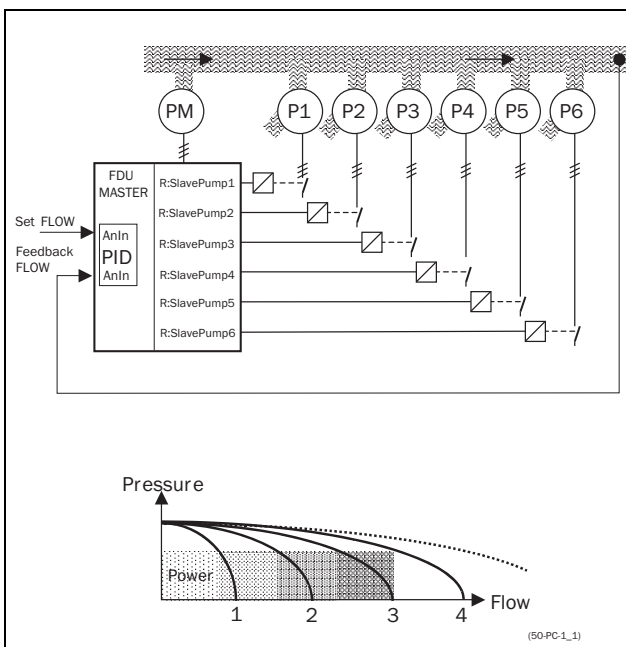 PM P1 P2 P3 P4 P5 P6
FDU
MASTER
R:SlavePump1
R:SlavePump2
R:SlavePump3
R:SlavePump4
R:SlavePump5
R:SlavePump6
Set FLOW
Feedback
FLOW
AnIn
PID
AnIn
Pressure
Power
1 2 3 4
Flow
(50-PC-1_1)